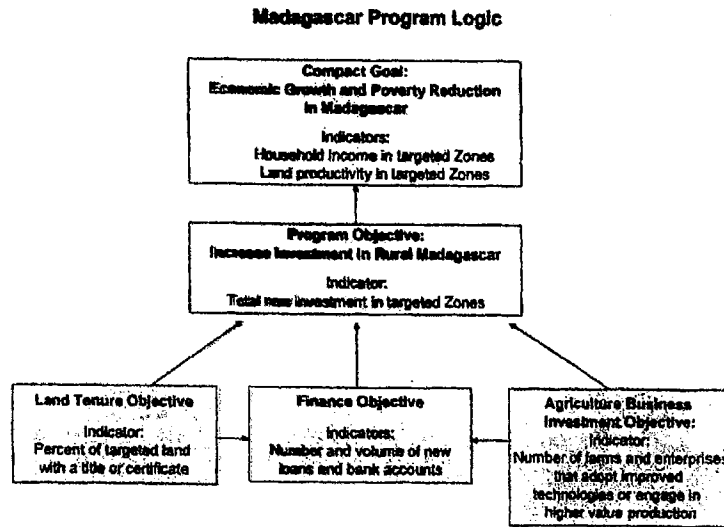 Madagascar Program Logic
Compact Goal:
Economic Growth and Poverty Reduction
in Madagascar
Indicators:
Household Income in targeted Zones
Land productivity in targeted Zones
Program Objective:
Increase Investment in Rural Madagascar
Indicator:
Total new investment in targeted Zones
Land Tenure Objective
Indicator:
Percent of targeted land
with a title or certificate
Finance Objective
Indicators:
Number and volume of new
loans and bank accounts
Agriculture Business
Investment Objective:
Indicator:
Number of farms and enterprises
that adopt improved
technologies or engage in
higher value production